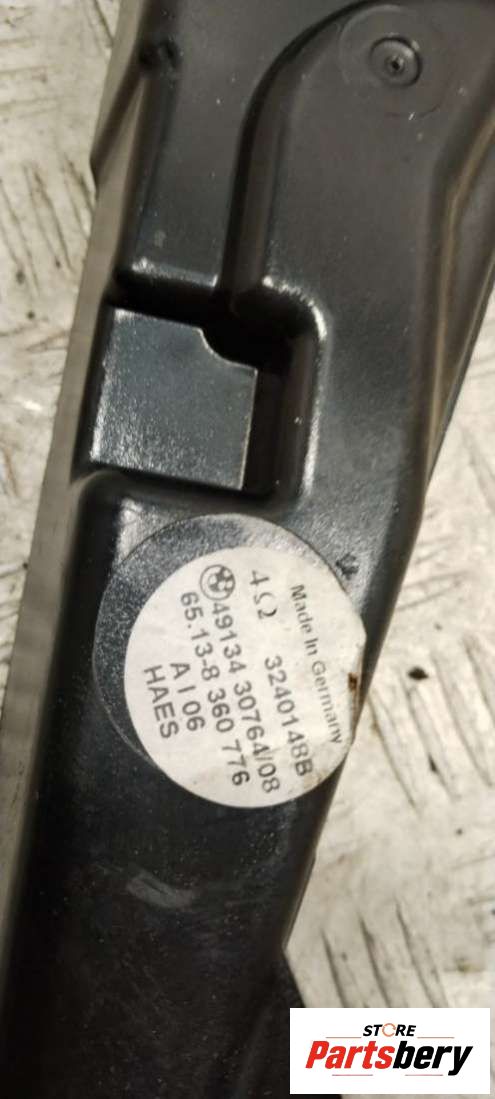 Made In Germany
4Ω 3240148B
49134 30764/08
65.13-8 360 776
A I 06
HAES
STORE
Partsbery